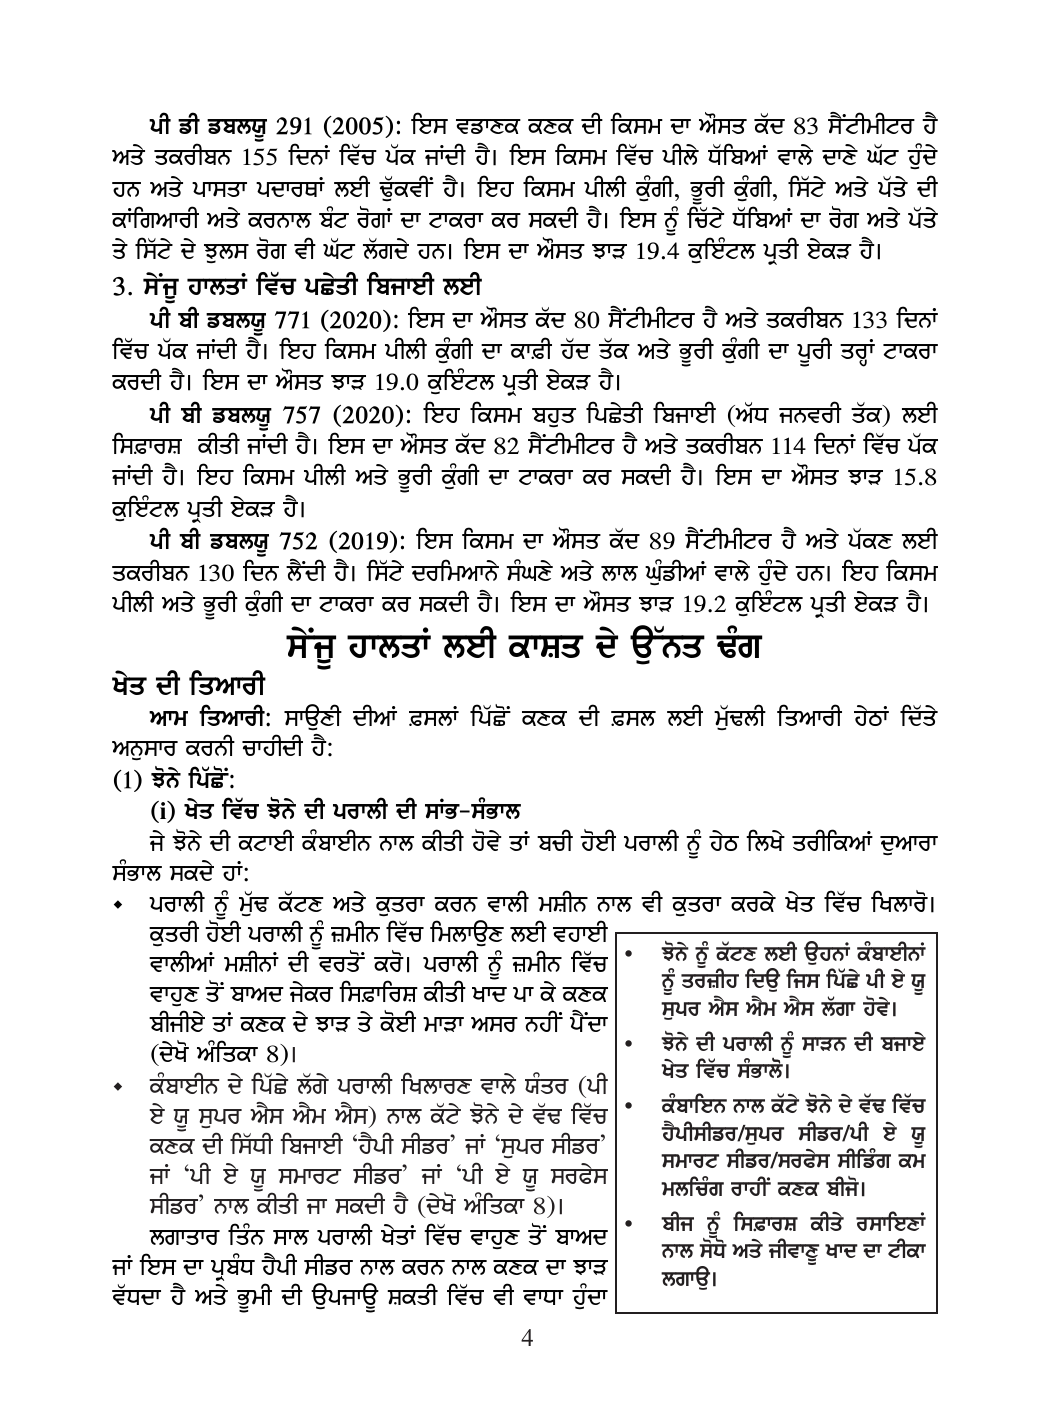 ਪੀ ਡੀ ਡਬਲਯੂ 291 (2005): ਇਸ ਵਡਾਣਕ ਕਣਕ ਦੀ ਕਿਸਮ ਦਾ ਔਸਤ ਕੱਦ 83 ਸੈਂਟੀਮੀਟਰ ਹੈ
ਅਤੇ ਤਕਰੀਬਨ 155 ਦਿਨਾਂ ਵਿੱਚ ਪੱਕ ਜਾਂਦੀ ਹੈ। ਇਸ ਕਿਸਮ ਵਿੱਚ ਪੀਲੇ ਧੱਬਿਆਂ ਵਾਲੇ ਦਾਣੇ ਘੱਟ ਹੁੰਦੇ
ਹਨ ਅਤੇ ਪਾਸਤਾ ਪਦਾਰਥਾਂ ਲਈ ਢੁੱਕਵੀਂ ਹੈ। ਇਹ ਕਿਸਮ ਪੀਲੀ ਕੁੰਗੀ, ਭੂਰੀ ਕੁੰਗੀ, ਸਿੱਟੇ ਅਤੇ ਪੱਤੇ ਦੀ
ਕਾਂਗਿਆਰੀ ਅਤੇ ਕਰਨਾਲ ਬੰਟ ਰੋਗਾਂ ਦਾ ਟਾਕਰਾ ਕਰ ਸਕਦੀ ਹੈ। ਇਸ ਨੂੰ ਚਿੱਟੇ ਧੱਬਿਆਂ ਦਾ ਰੋਗ ਅਤੇ ਪੱਤੇ
ਤੇ ਸਿੱਟੇ ਦੇ ਝੁਲਸ ਰੋਗ ਵੀ ਘੱਟ ਲੱਗਦੇ ਹਨ। ਇਸ ਦਾ ਔਸਤ ਝਾੜ 19.4 ਕੁਇੰਟਲ ਪ੍ਰਤੀ ਏਕੜ ਹੈ।
3. ਸੇਂਜੂ ਹਾਲਤਾਂ ਵਿੱਚ ਪਛੇਤੀ ਬਿਜਾਈ ਲਈ
ਪੀ ਬੀ ਡਬਲਯੂ 771 (2020): ਇਸ ਦਾ ਔਸਤ ਕੱਦ 80 ਸੈਂਟੀਮੀਟਰ ਹੈ ਅਤੇ ਤਕਰੀਬਨ 133 ਦਿਨਾਂ
ਵਿੱਚ ਪੱਕ ਜਾਂਦੀ ਹੈ। ਇਹ ਕਿਸਮ ਪੀਲੀ ਕੁੰਗੀ ਦਾ ਕਾਫ਼ੀ ਹੱਦ ਤੱਕ ਅਤੇ ਭੂਰੀ ਕੁੰਗੀ ਦਾ ਪੂਰੀ ਤਰ੍ਹਾਂ ਟਾਕਰਾ
ਕਰਦੀ ਹੈ। ਇਸ ਦਾ ਔਸਤ ਝਾੜ 19.0 ਕੁਇੰਟਲ ਪ੍ਰਤੀ ਏਕੜ ਹੈ।
ਪੀ ਬੀ ਡਬਲਯੂ 757 (2020): ਇਹ ਕਿਸਮ ਬਹੁਤ ਪਿਛੇਤੀ ਬਿਜਾਈ (ਅੱਧ ਜਨਵਰੀ ਤੱਕ) ਲਈ
ਸਿਫ਼ਾਰਸ਼ ਕੀਤੀ ਜਾਂਦੀ ਹੈ। ਇਸ ਦਾ ਔਸਤ ਕੱਦ 82 ਸੈਂਟੀਮੀਟਰ ਹੈ ਅਤੇ ਤਕਰੀਬਨ 114 ਦਿਨਾਂ ਵਿੱਚ ਪੱਕ
ਜਾਂਦੀ ਹੈ। ਇਹ ਕਿਸਮ ਪੀਲੀ ਅਤੇ ਭੂਰੀ ਕੁੰਗੀ ਦਾ ਟਾਕਰਾ ਕਰ ਸਕਦੀ ਹੈ। ਇਸ ਦਾ ਔਸਤ ਝਾੜ 15.8
ਕੁਇੰਟਲ ਪ੍ਰਤੀ ਏਕੜ ਹੈ।
ਪੀ ਬੀ ਡਬਲਯੂ 752 (2019): ਇਸ ਕਿਸਮ ਦਾ ਔਸਤ ਕੱਦ 89 ਸੈਂਟੀਮੀਟਰ ਹੈ ਅਤੇ ਪੱਕਣ ਲਈ
ਤਕਰੀਬਨ 130 ਦਿਨ ਲੈਂਦੀ ਹੈ। ਸਿੱਟੇ ਦਰਮਿਆਨੇ ਸੰਘਣੇ ਅਤੇ ਲਾਲ ਘੁੰਡੀਆਂ ਵਾਲੇ ਹੁੰਦੇ ਹਨ। ਇਹ ਕਿਸਮ
ਪੀਲੀ ਅਤੇ ਭੂਰੀ ਕੁੰਗੀ ਦਾ ਟਾਕਰਾ ਕਰ ਸਕਦੀ ਹੈ। ਇਸ ਦਾ ਔਸਤ ਝਾੜ 19.2 ਕੁਇੰਟਲ ਪ੍ਰਤੀ ਏਕੜ ਹੈ।
ਸੇਂਜੂ ਹਾਲਤਾਂ ਲਈ ਕਾਸ਼ਤ ਦੇ ਉੱਨਤ ਢੰਗ
ਖੇਤ ਦੀ ਤਿਆਰੀ
ਆਮ ਤਿਆਰੀ: ਸਾਉਣੀ ਦੀਆਂ ਫ਼ਸਲਾਂ ਪਿੱਛੋਂ ਕਣਕ ਦੀ ਫ਼ਸਲ ਲਈ ਮੁੱਢਲੀ ਤਿਆਰੀ ਹੇਠਾਂ ਦਿੱਤੇ
ਅਨੁਸਾਰ ਕਰਨੀ ਚਾਹੀਦੀ ਹੈ:
(1) ਝੋਨੇ ਪਿੱਛੋਂ:
(i) ਖੇਤ ਵਿੱਚ ਝੋਨੇ ਦੀ ਪਰਾਲੀ ਦੀ ਸਾਂਭ-ਸੰਭਾਲ
ਜੇ ਝੋਨੇ ਦੀ ਕਟਾਈ ਕੰਬਾਈਨ ਨਾਲ ਕੀਤੀ ਹੋਵੇ ਤਾਂ ਬਚੀ ਹੋਈ ਪਰਾਲੀ ਨੂੰ ਹੇਠ ਲਿਖੇ ਤਰੀਕਿਆਂ ਦੁਆਰਾ
ਸੰਭਾਲ ਸਕਦੇ ਹਾਂ:
⬥ ਪਰਾਲੀ ਨੂੰ ਮੁੱਢ ਕੱਟਣ ਅਤੇ ਕੁਤਰਾ ਕਰਨ ਵਾਲੀ ਮਸ਼ੀਨ ਨਾਲ ਵੀ ਕੁਤਰਾ ਕਰਕੇ ਖੇਤ ਵਿੱਚ ਖਿਲਾਰੋ।
ਕੁਤਰੀ ਹੋਈ ਪਰਾਲੀ ਨੂੰ ਜ਼ਮੀਨ ਵਿੱਚ ਮਿਲਾਉਣ ਲਈ ਵਹਾਈ
ਵਾਲੀਆਂ ਮਸ਼ੀਨਾਂ ਦੀ ਵਰਤੋਂ ਕਰੋ। ਪਰਾਲੀ ਨੂੰ ਜ਼ਮੀਨ ਵਿੱਚ
ਵਾਹੁਣ ਤੋਂ ਬਾਅਦ ਜੇਕਰ ਸਿਫ਼ਾਰਿਸ਼ ਕੀਤੀ ਖਾਦ ਪਾ ਕੇ ਕਣਕ
ਬੀਜੀਏ ਤਾਂ ਕਣਕ ਦੇ ਝਾੜ ਤੇ ਕੋਈ ਮਾੜਾ ਅਸਰ ਨਹੀਂ ਪੈਂਦਾ
(ਦੇਖੋ ਅੰਤਿਕਾ 8)।
⬥ ਕੰਬਾਈਨ ਦੇ ਪਿੱਛੇ ਲੱਗੇ ਪਰਾਲੀ ਖਿਲਾਰਣ ਵਾਲੇ ਯੰਤਰ (ਪੀ
ਏ ਯੂ ਸੁਪਰ ਐਸ ਐਮ ਐਸ) ਨਾਲ ਕੱਟੇ ਝੋਨੇ ਦੇ ਵੱਢ ਵਿੱਚ
ਕਣਕ ਦੀ ਸਿੱਧੀ ਬਿਜਾਈ ‘ਹੈਪੀ ਸੀਡਰ’ ਜਾਂ ‘ਸੁਪਰ ਸੀਡਰ’
ਜਾਂ ‘ਪੀ ਏ ਯੂ ਸਮਾਰਟ ਸੀਡਰ’ ਜਾਂ ‘ਪੀ ਏ ਯੂ ਸਰਫੇਸ
ਸੀਡਰ’ ਨਾਲ ਕੀਤੀ ਜਾ ਸਕਦੀ ਹੈ (ਦੇਖੋ ਅੰਤਿਕਾ 8)।
ਲਗਾਤਾਰ ਤਿੰਨ ਸਾਲ ਪਰਾਲੀ ਖੇਤਾਂ ਵਿੱਚ ਵਾਹੁਣ ਤੋਂ ਬਾਅਦ
ਜਾਂ ਇਸ ਦਾ ਪ੍ਰਬੰਧ ਹੈਪੀ ਸੀਡਰ ਨਾਲ ਕਰਨ ਨਾਲ ਕਣਕ ਦਾ ਝਾੜ
ਵੱਧਦਾ ਹੈ ਅਤੇ ਭੂਮੀ ਦੀ ਉਪਜਾਊ ਸ਼ਕਤੀ ਵਿੱਚ ਵੀ ਵਾਧਾ ਹੁੰਦਾ
• ਝੋਨੇ ਨੂੰ ਕੱਟਣ ਲਈ ਉਹਨਾਂ ਕੰਬਾਈਨਾਂ
ਨੂੰ ਤਰਜ਼ੀਹ ਦਿਉ ਜਿਸ ਪਿੱਛੇ ਪੀ ਏ ਯੂ
ਸੁਪਰ ਐਸ ਐਮ ਐਸ ਲੱਗਾ ਹੋਵੇ।
• ਝੋਨੇ ਦੀ ਪਰਾਲੀ ਨੂੰ ਸਾੜਨ ਦੀ ਬਜਾਏ
ਖੇਤ ਵਿੱਚ ਸੰਭਾਲੋ।
• ਕੰਬਾਇਨ ਨਾਲ ਕੱਟੇ ਝੋਨੇ ਦੇ ਵੱਢ ਵਿੱਚ
ਹੈਪੀਸੀਡਰ/ਸੁਪਰ ਸੀਡਰ/ਪੀ ਏ ਯੂ
ਸਮਾਰਟ ਸੀਡਰ/ਸਰਫੇਸ ਸੀਡਿੰਗ ਕਮ
ਮਲਚਿੰਗ ਰਾਹੀਂ ਕਣਕ ਬੀਜੋ।
• ਬੀਜ ਨੂੰ ਸਿਫ਼ਾਰਸ਼ ਕੀਤੇ ਰਸਾਇਣਾਂ
ਨਾਲ ਸੋਧੋ ਅਤੇ ਜੀਵਾਣੂ ਖਾਦ ਦਾ ਟੀਕਾ
ਲਗਾਉ।
4